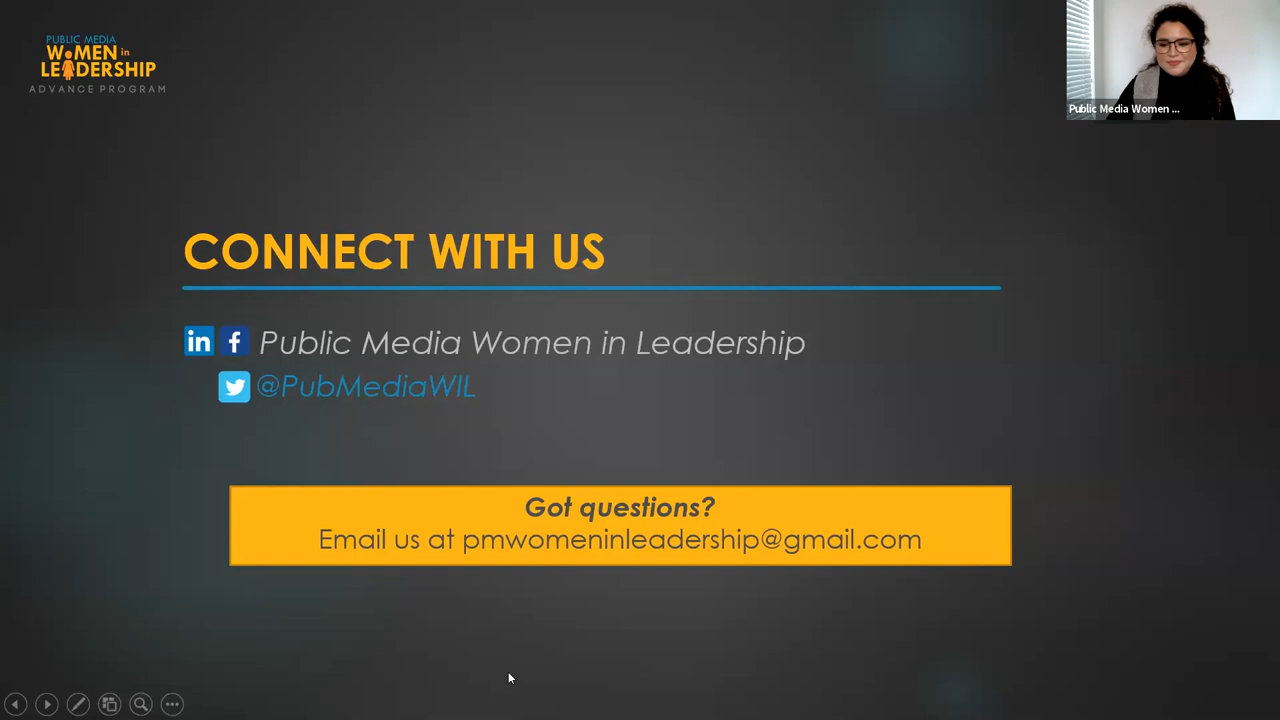 PUBLIC MEDIA
WOMEN in
LEADERSHIP
ADVANCE PROGRAM
Public Media Women ...
CONNECT WITH US
in f Public Media Women in Leadership
@PubMediaWIL
Got questions?
Email us at pmwomeninleadership@gmail.com